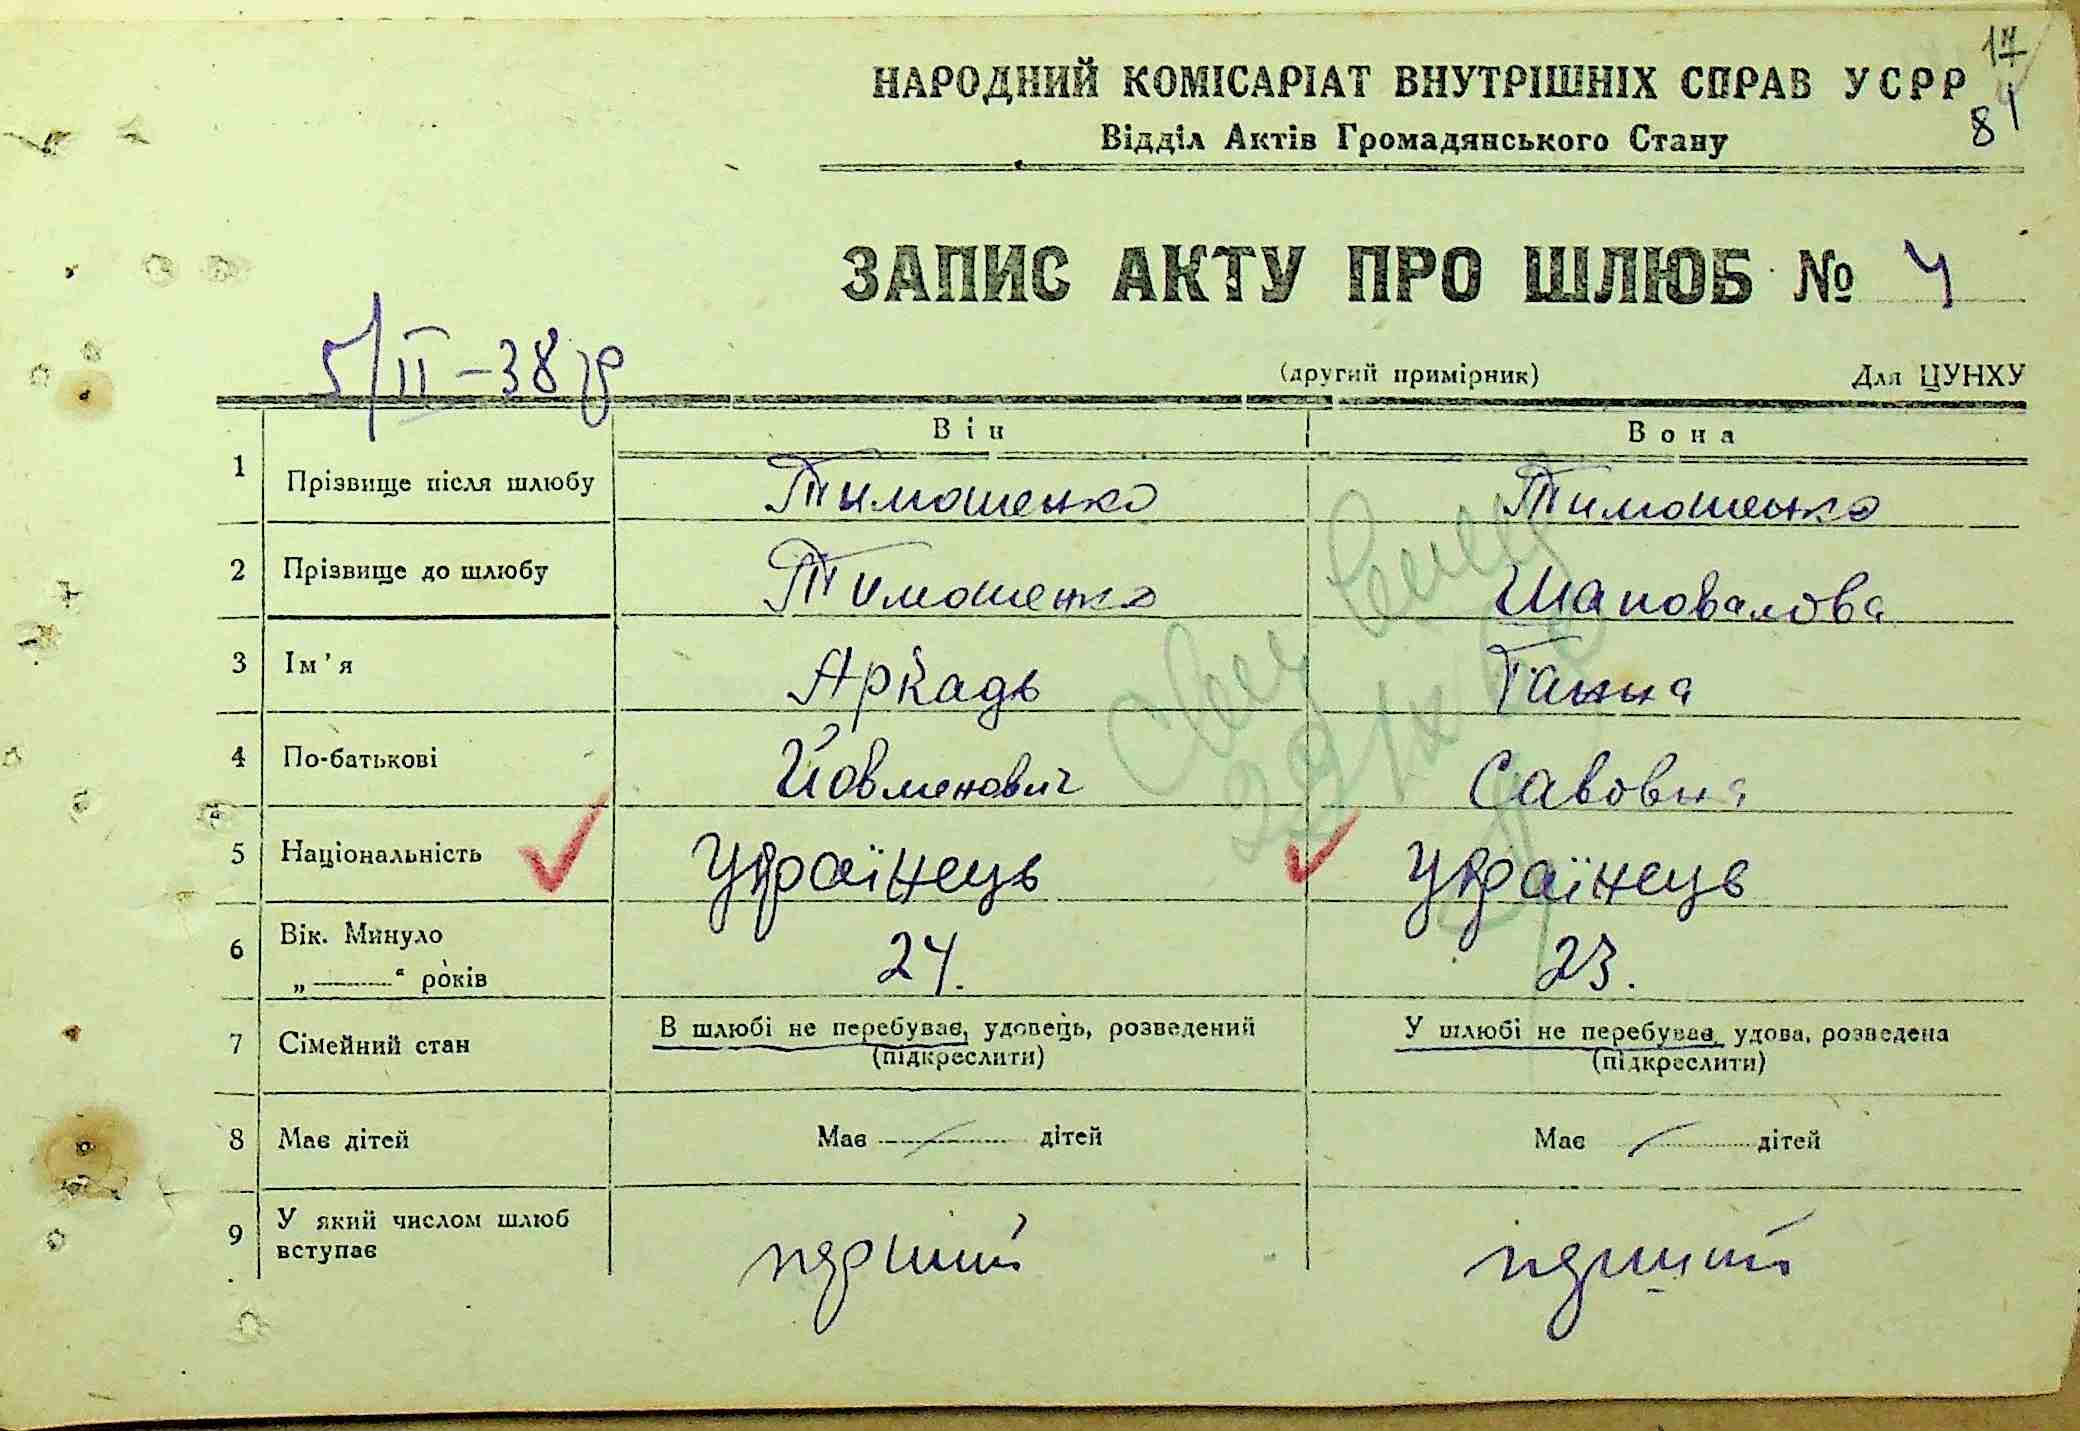 17
НАРОДНИЙ КОМІСАРІАТ ВНУТРІШНІХ СПРАВ УСРР
81
Відділ Актів Громадянського Стану
ЗАПИС АКТУ ПРО ШЛЮБ № 4
5/II-38 р
(другий примірник) Для ЦУНХУ
Він Вона
1 Прізвище після шлюбу Тимошенко Тимошенко
2 Прізвище до шлюбу Тимошенко Шаповалова
3 Ім'я Аркадь Ганна
4 По-батькові Йовменович Савовна
5 Національність Українець Українець
6 Вік. Минуло 24. 23.
„ “ років
7 Сімейний стан В шлюбі не перебуває, удовець, розведений У шлюбі не перебуває, удова, розведена
(підкреслити) (підкреслити)
8 Має дітей Має — дітей Має — дітей
9 У який числом шлюб вступає перший перший